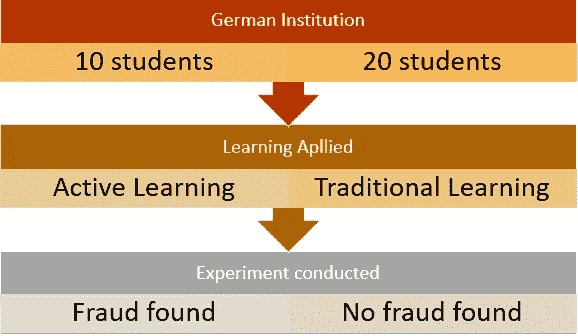 German Institution
10 students 20 students
Learning Apllied
Active Learning Traditional Learning
Experiment conducted
Fraud found No fraud found